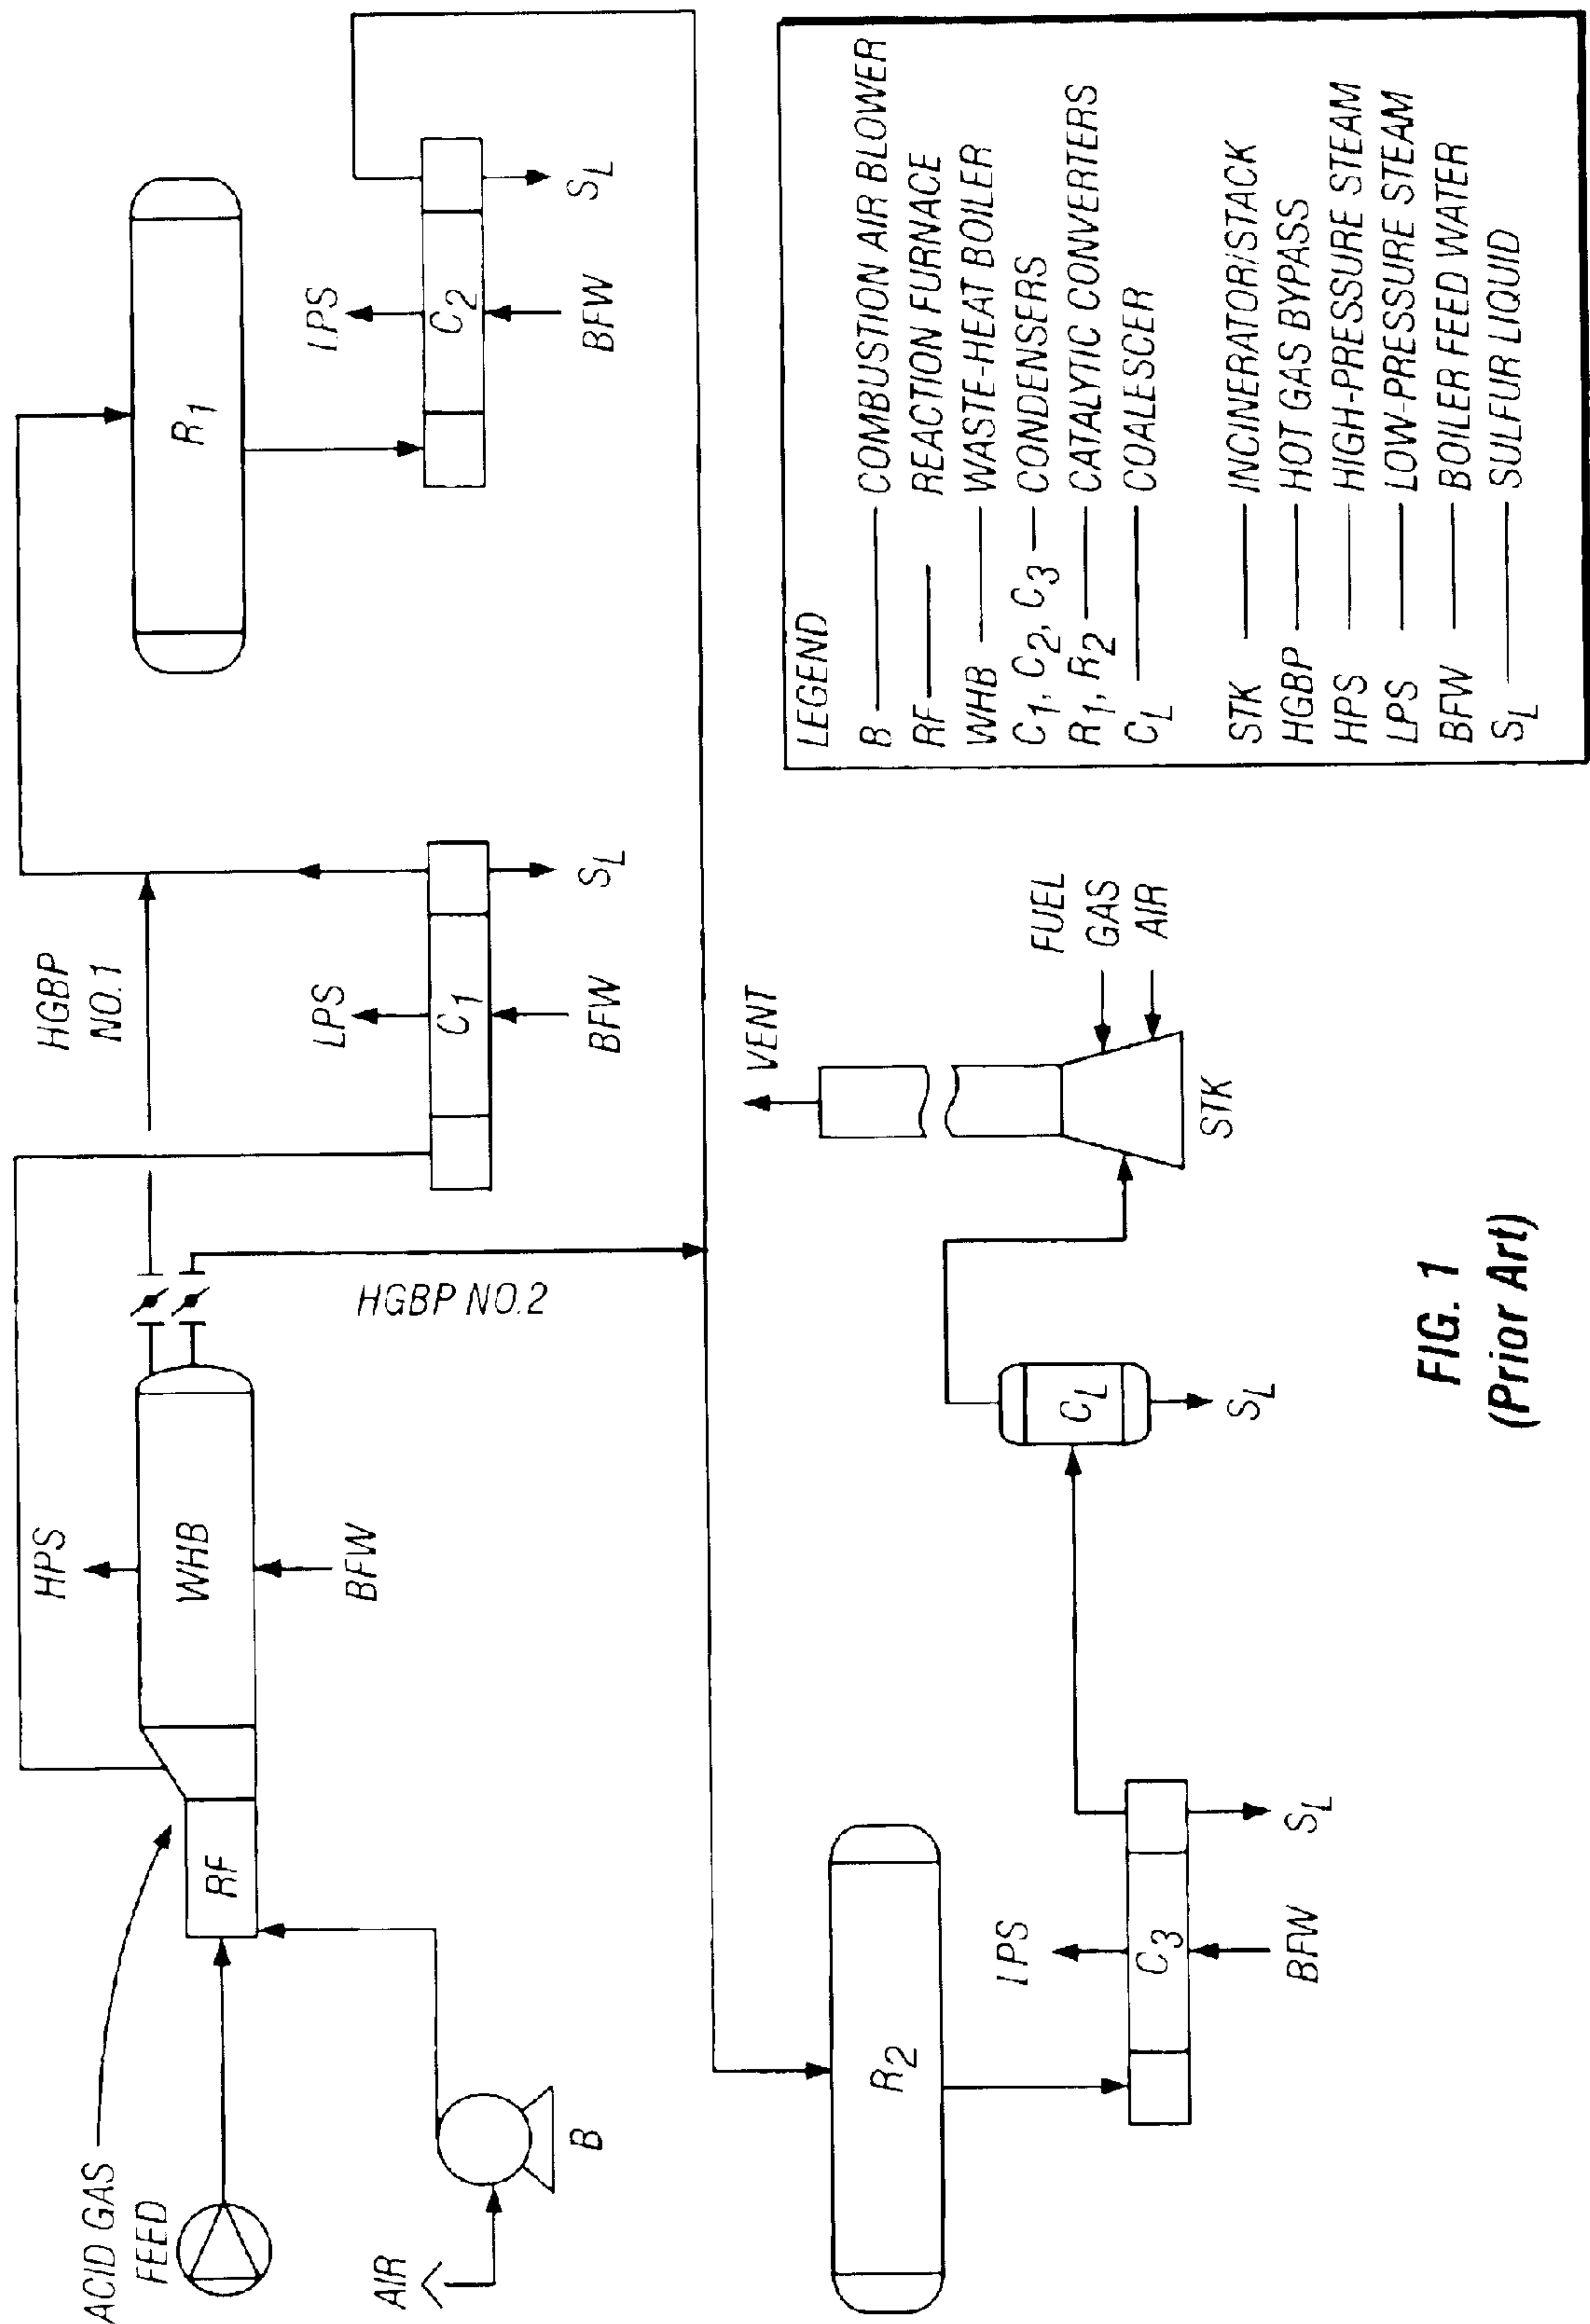 ACID GAS
FEED
AIR
B
RF
HPS
WHB
BFW
HGBP
NO.1
HGBP NO.2
LPS
C1
BFW
SL
R1
LPS
C2
BFW
SL
R2
LPS
C3
BFW
SL
CL
SL
VENT
STK
FUEL
GAS
AIR
LEGEND
B COMBUSTION AIR BLOWER
RF REACTION FURNACE
WHB WASTE-HEAT BOILER
C1, C2, C3 CONDENSERS
R1, R2 CATALYTIC CONVERTERS
CL COALESCER
STK INCINERATOR/STACK
HGBP HOT GAS BYPASS
HPS HIGH-PRESSURE STEAM
LPS LOW-PRESSURE STEAM
BFW BOILER FEED WATER
SL SULFUR LIQUID
FIG. 1
(Prior Art)